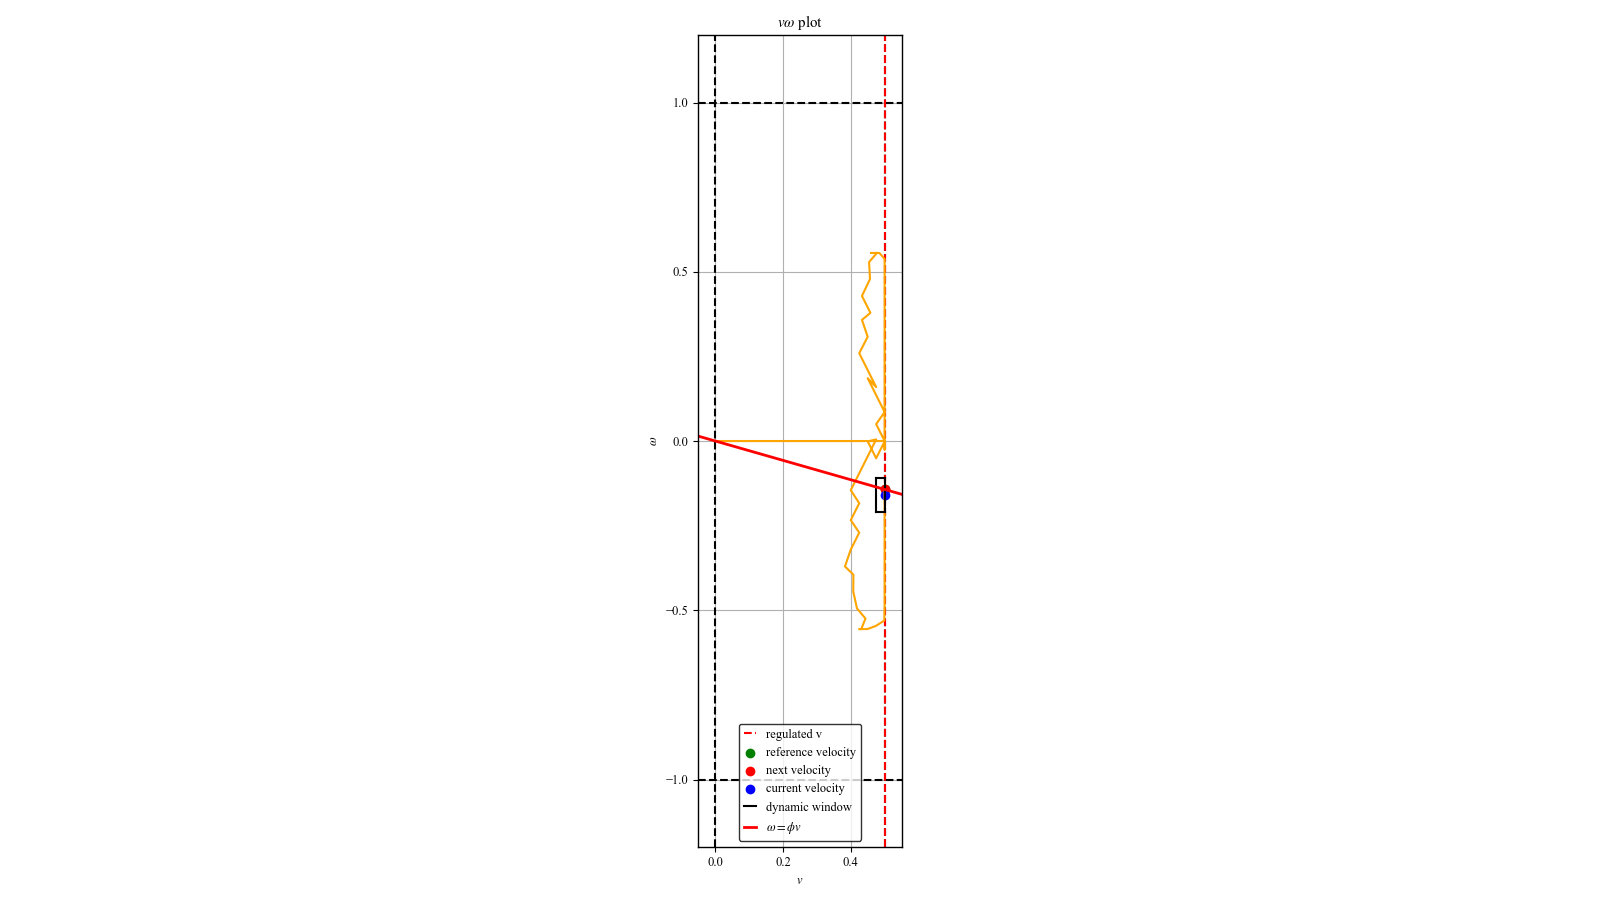 vω plot
1.0
0.5
0.0
−0.5
−1.0
ω
regulated v
reference velocity
next velocity
current velocity
dynamic window
ω = ϕv
0.0 0.2 0.4
v